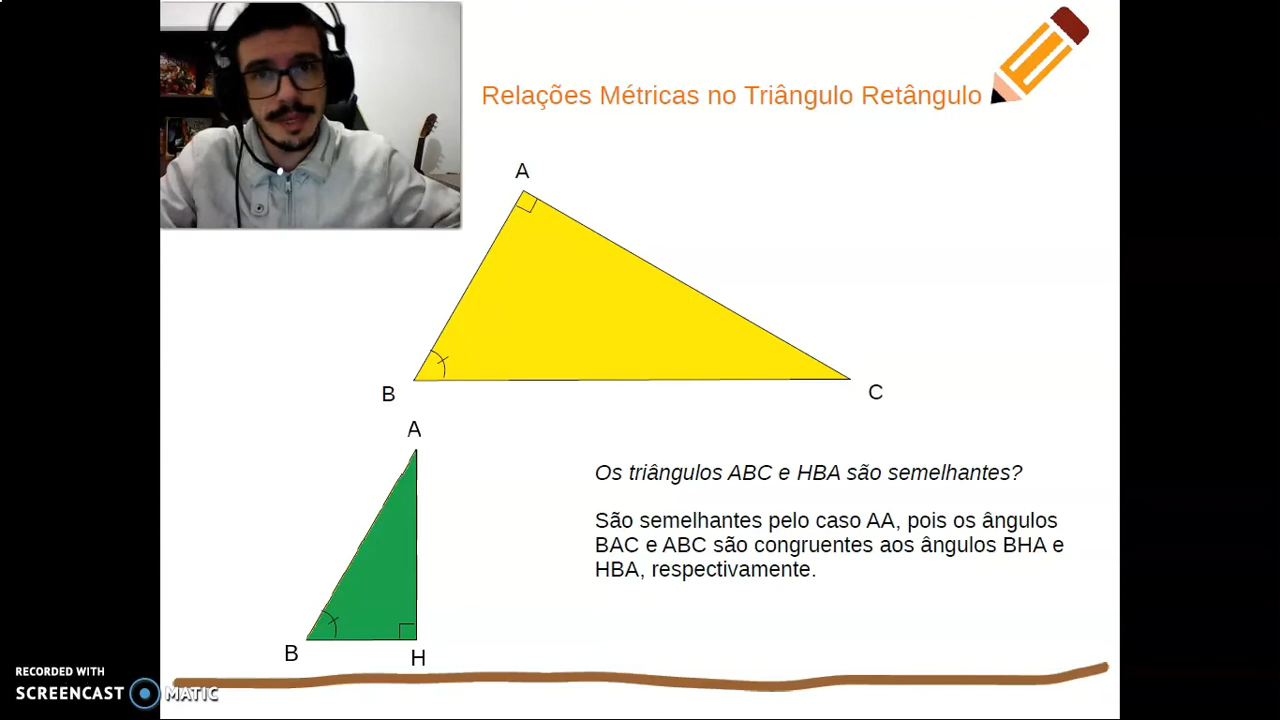 Relações Métricas no Triângulo Retângulo
A
B
C
A
Os triângulos ABC e HBA são semelhantes?
São semelhantes pelo caso AA, pois os ângulos
BAC e ABC são congruentes aos ângulos BHA e
HBA, respectivamente.
B
H
RECORDED WITH
SCREENCAST MATIC